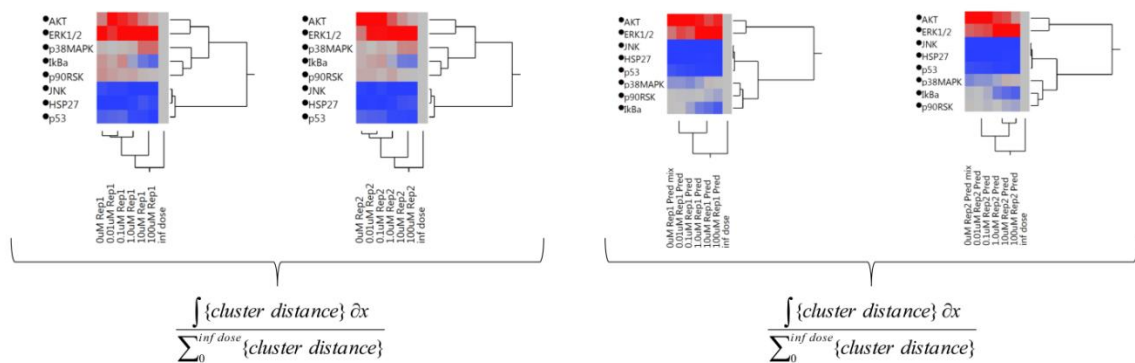 AKT
ERK1/2
p38MAPK
IkBa
p90RSK
JNK
HSP27
p53
0uM Rep1
0.01uM Rep1
0.1uM Rep1
1.0uM Rep1
10uM Rep1
100uM Rep1
inf dose
AKT
ERK1/2
p38MAPK
IkBa
p90RSK
JNK
HSP27
p53
0uM Rep2
0.01uM Rep2
0.1uM Rep2
1.0uM Rep2
10uM Rep2
100uM Rep2
inf dose
∫{cluster distance} ∂x
∑₀^{inf dose}{cluster distance}
AKT
ERK1/2
JNK
HSP27
p53
p38MAPK
p90RSK
IkBa
0uM Rep1 Pred mix
0.01uM Rep1 Pred
0.1uM Rep1 Pred
1.0uM Rep1 Pred
10uM Rep1 Pred
100uM Rep1 Pred
inf dose
AKT
ERK1/2
JNK
HSP27
p53
p38MAPK
IkBa
p90RSK
0uM Rep2 Pred mix
0.01uM Rep2 Pred
0.1uM Rep2 Pred
1.0uM Rep2 Pred
10uM Rep2 Pred
100uM Rep2 Pred
inf dose
∫{cluster distance} ∂x
∑₀^{inf dose}{cluster distance}